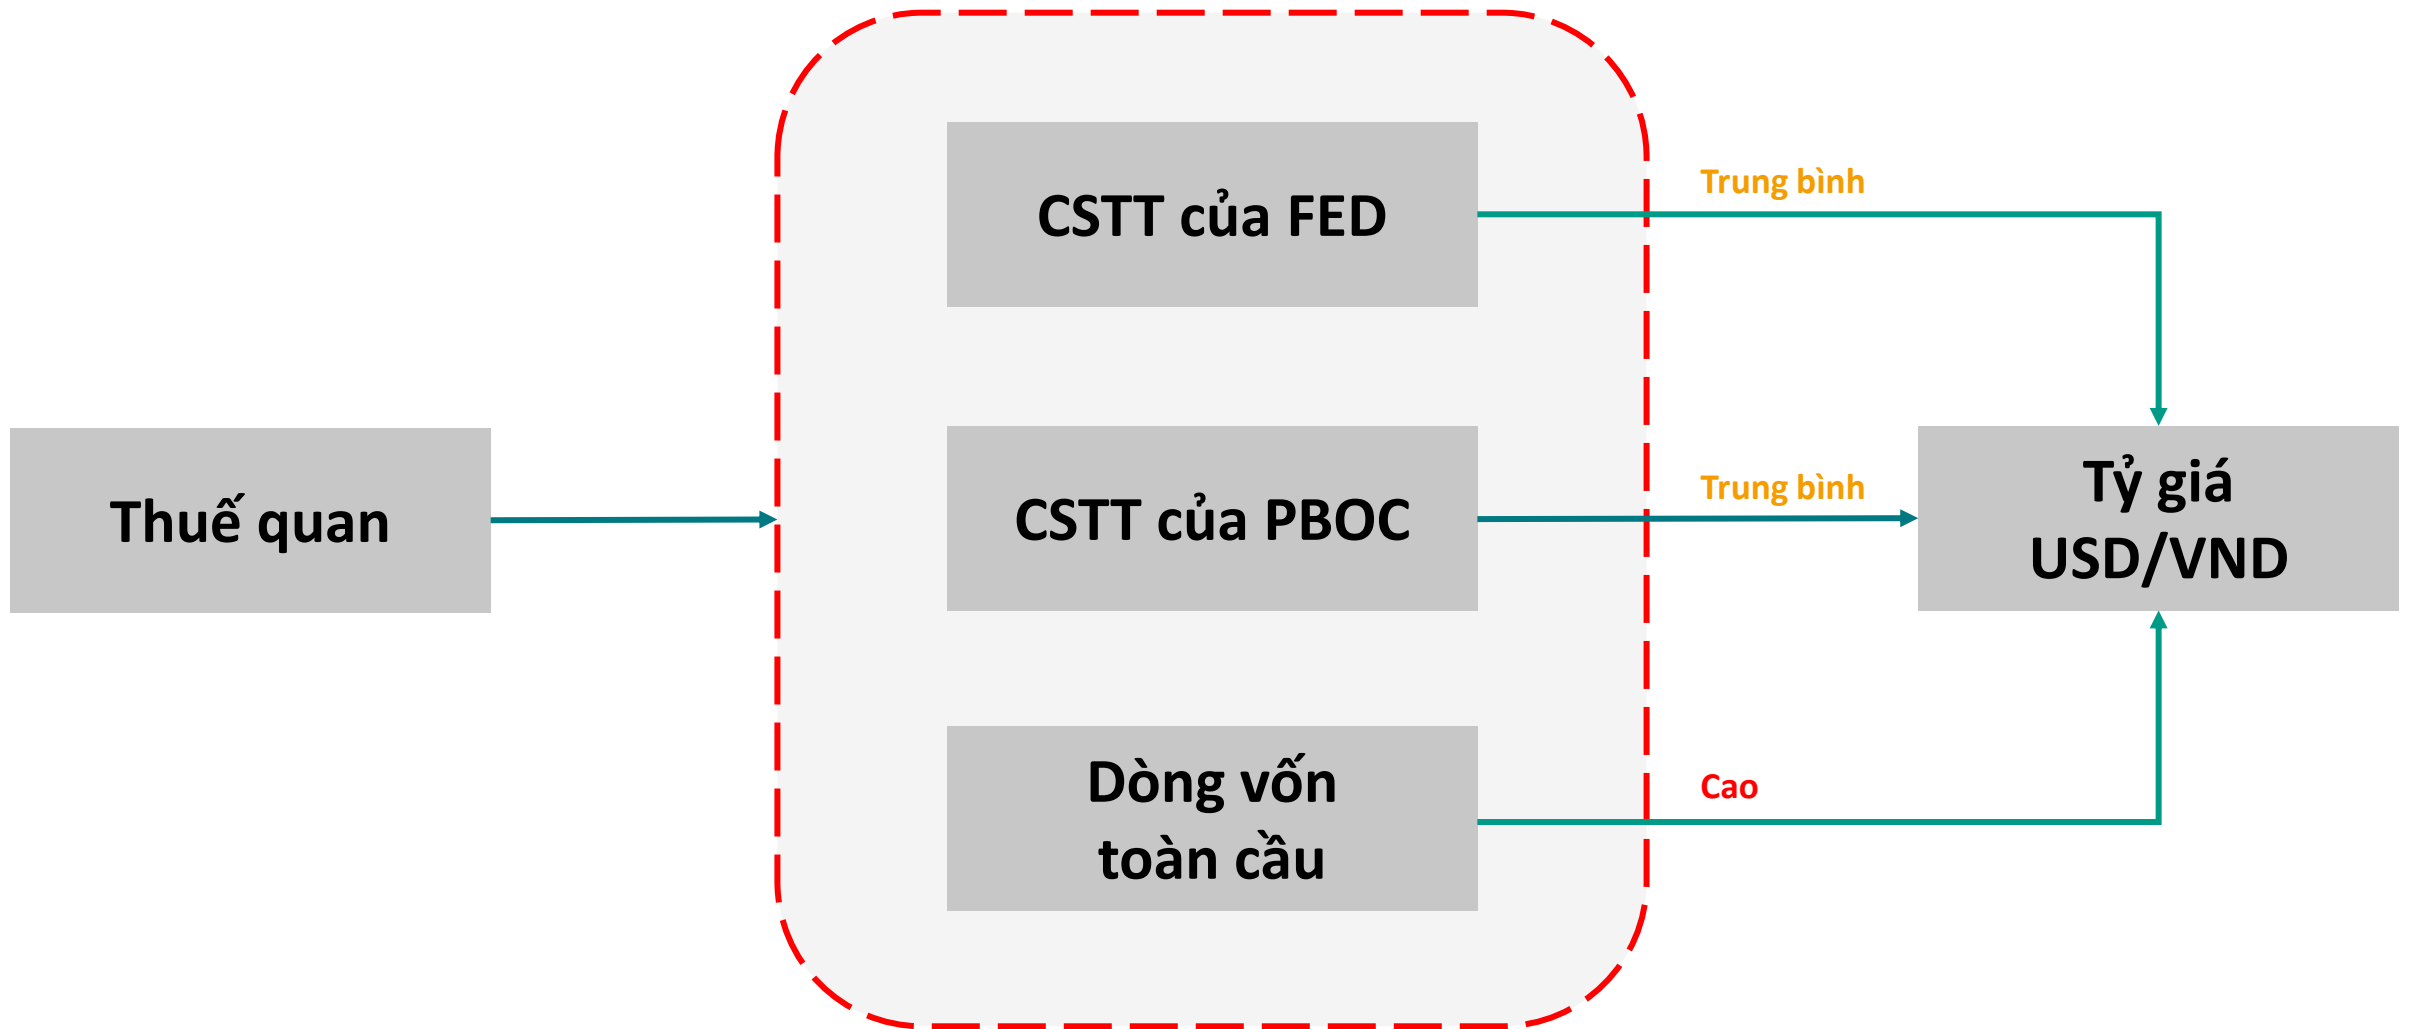 CSTT của FED
Trung bình
Thuế quan
CSTT của PBOC
Trung bình
Tỷ giá
USD/VND
Dòng vốn
toàn cầu
Cao